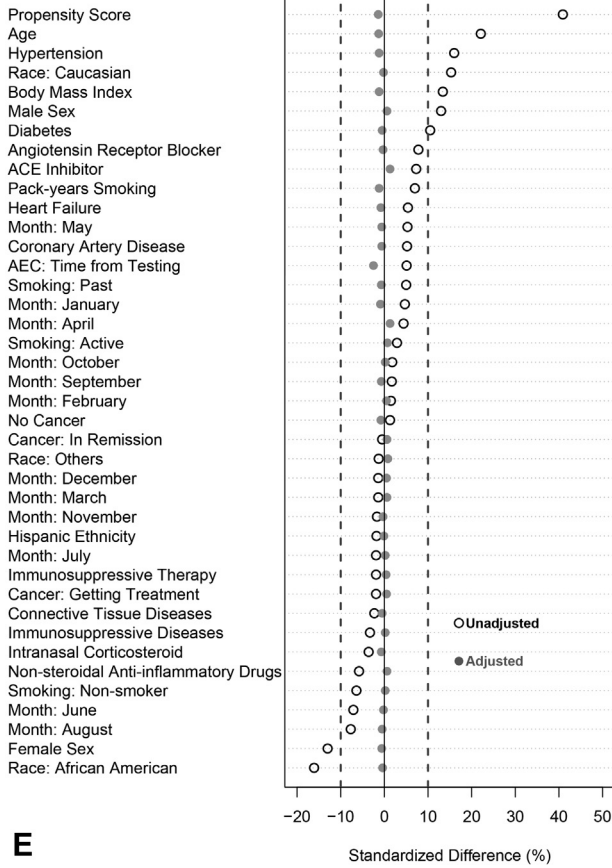 Propensity Score
Age
Hypertension
Race: Caucasian
Body Mass Index
Male Sex
Diabetes
Angiotensin Receptor Blocker
ACE Inhibitor
Pack-years Smoking
Heart Failure
Month: May
Coronary Artery Disease
AEC: Time from Testing
Smoking: Past
Month: January
Month: April
Smoking: Active
Month: October
Month: September
Month: February
No Cancer
Cancer: In Remission
Race: Others
Month: December
Month: March
Month: November
Hispanic Ethnicity
Month: July
Immunosuppressive Therapy
Cancer: Getting Treatment
Connective Tissue Diseases
Immunosuppressive Diseases
Intranasal Corticosteroid
Non-steroidal Anti-inflammatory Drugs
Smoking: Non-smoker
Month: June
Month: August
Female Sex
Race: African American
Unadjusted
Adjusted
−20 −10 0 10 20 30 40 50
Standardized Difference (%)
E